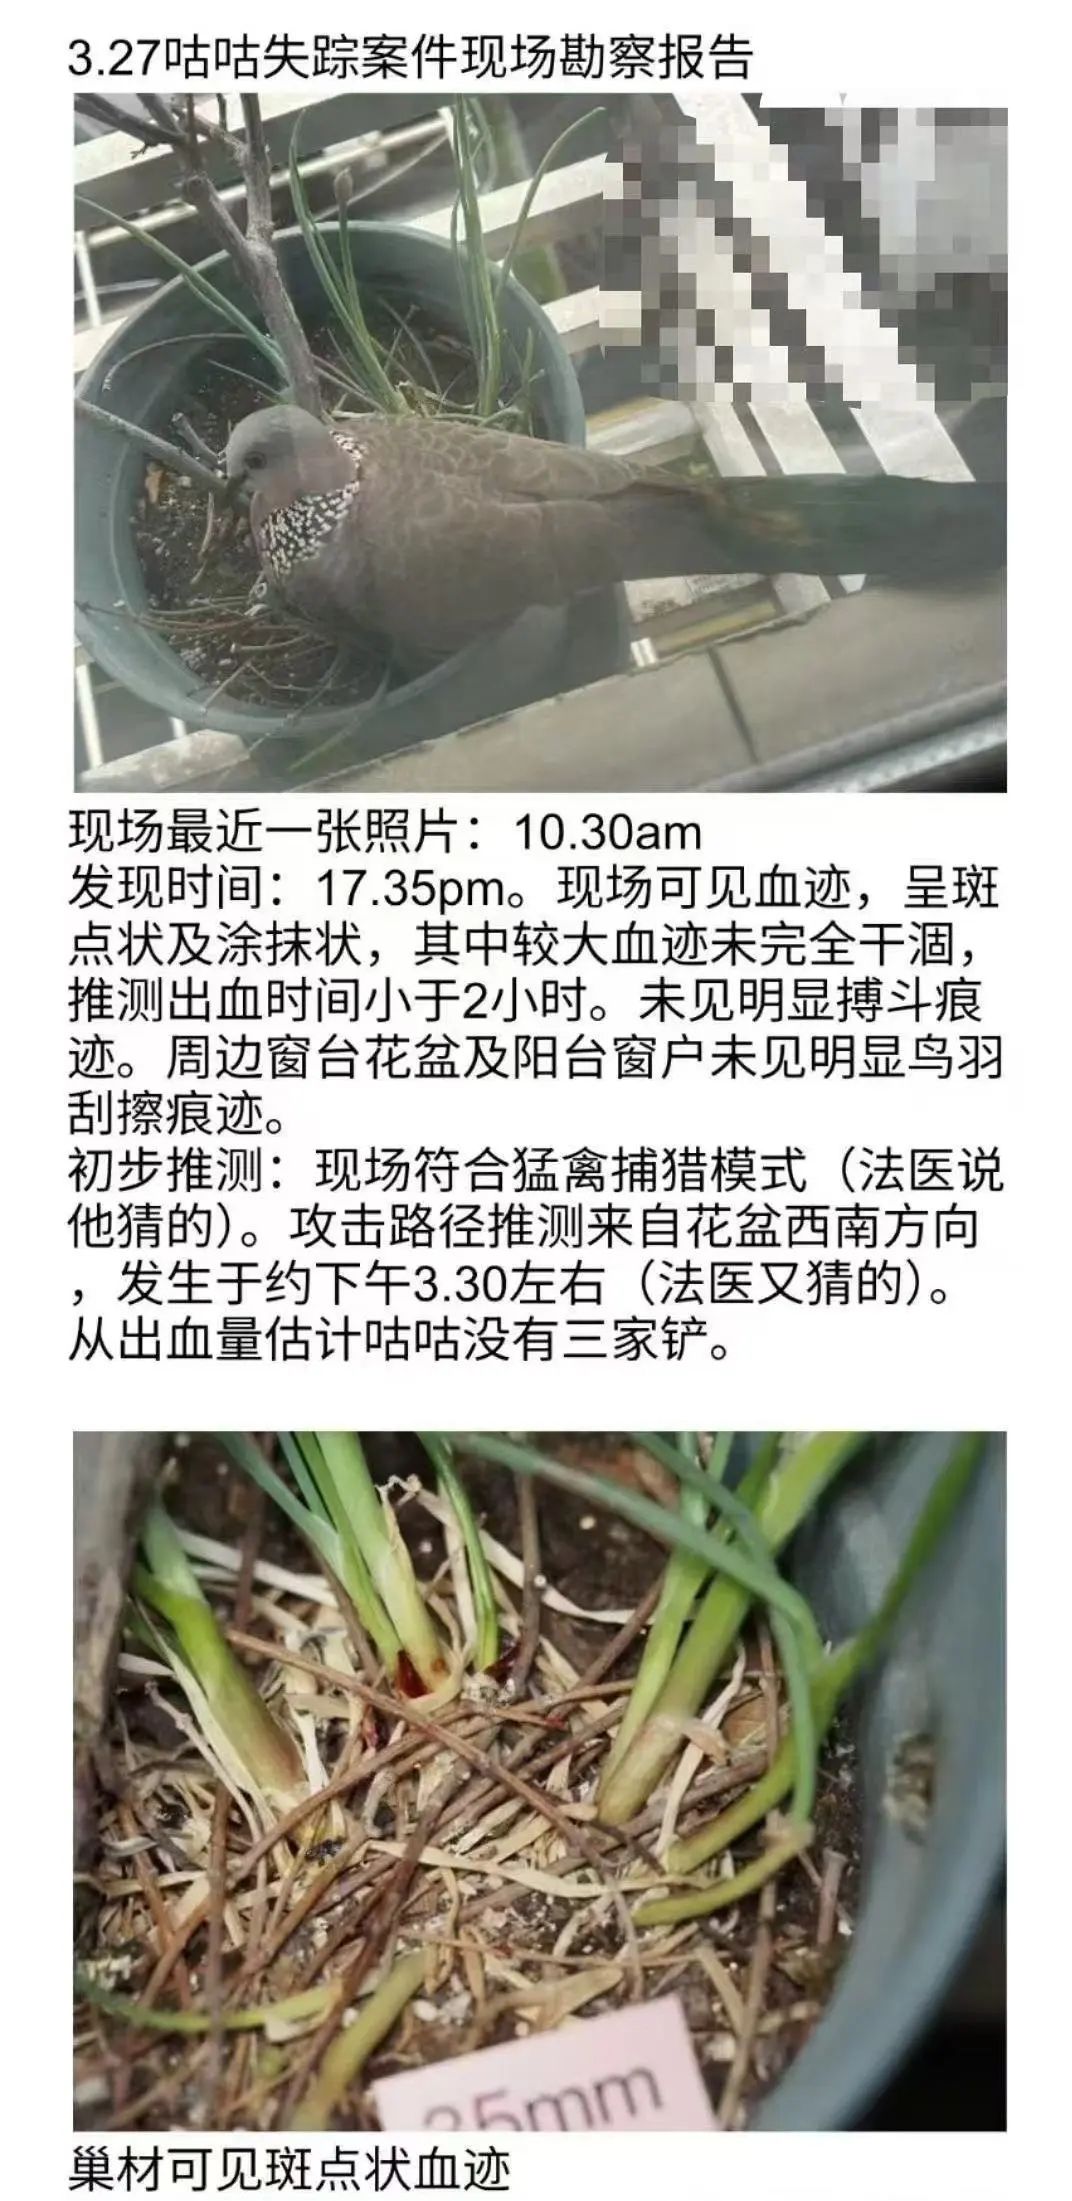 3.27咕咕失踪案件现场勘察报告
现场最近一张照片：10.30am
发现时间：17.35pm。现场可见血迹，呈斑
点状及涂抹状，其中较大血迹未完全干涸，
推测出血时间小于2小时。未见明显搏斗痕
迹。周边窗台花盆及阳台窗户未见明显鸟羽
刮擦痕迹。
初步推测：现场符合猛禽捕猎模式（法医说
他猜的）。攻击路径推测来自花盆西南方向
，发生于约下午3.30左右（法医又猜的）。
从出血量估计咕咕没有三家铲。
35mm
巢材可见斑点状血迹